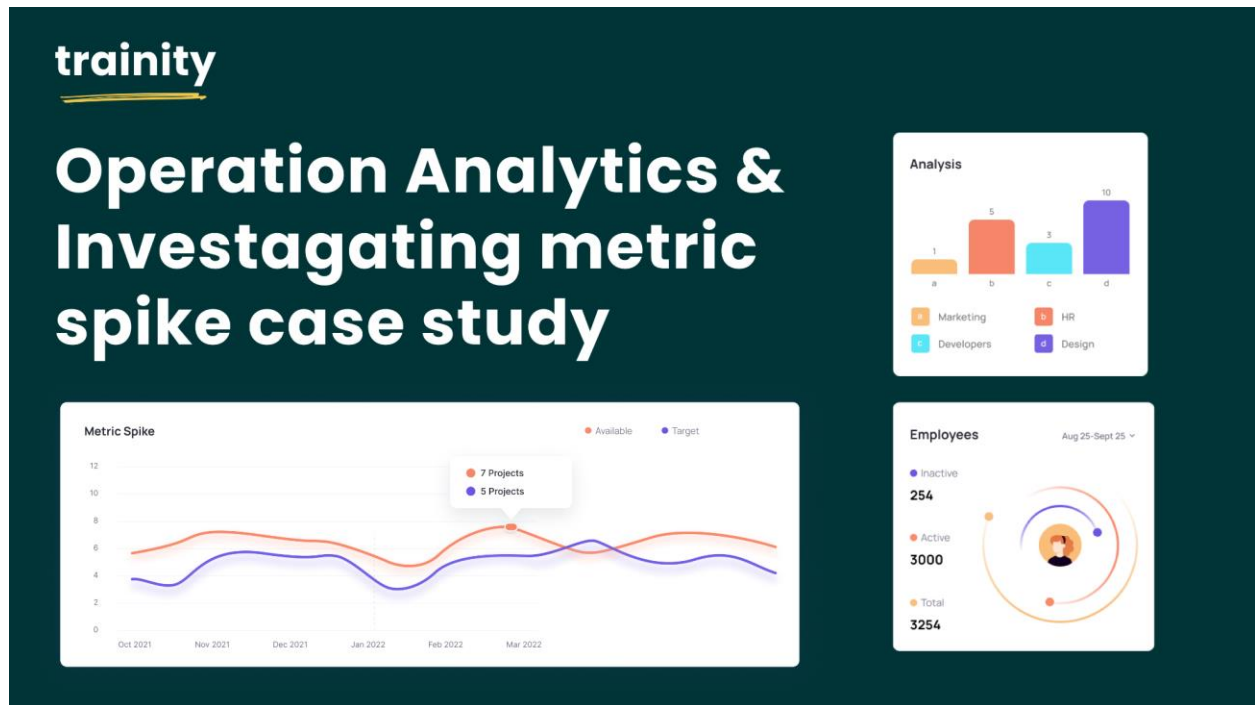 trainity
Operation Analytics &
Investagating metric
spike case study
Analysis
10
5
3
1
a b c d
a Marketing b HR
c Developers d Design
Metric Spike
Available Target
12
10
8
6
4
2
0
7 Projects
5 Projects
Oct 2021 Nov 2021 Dec 2021 Jan 2022 Feb 2022 Mar 2022
Employees Aug 25-Sept 25
Inactive
254
Active
3000
Total
3254